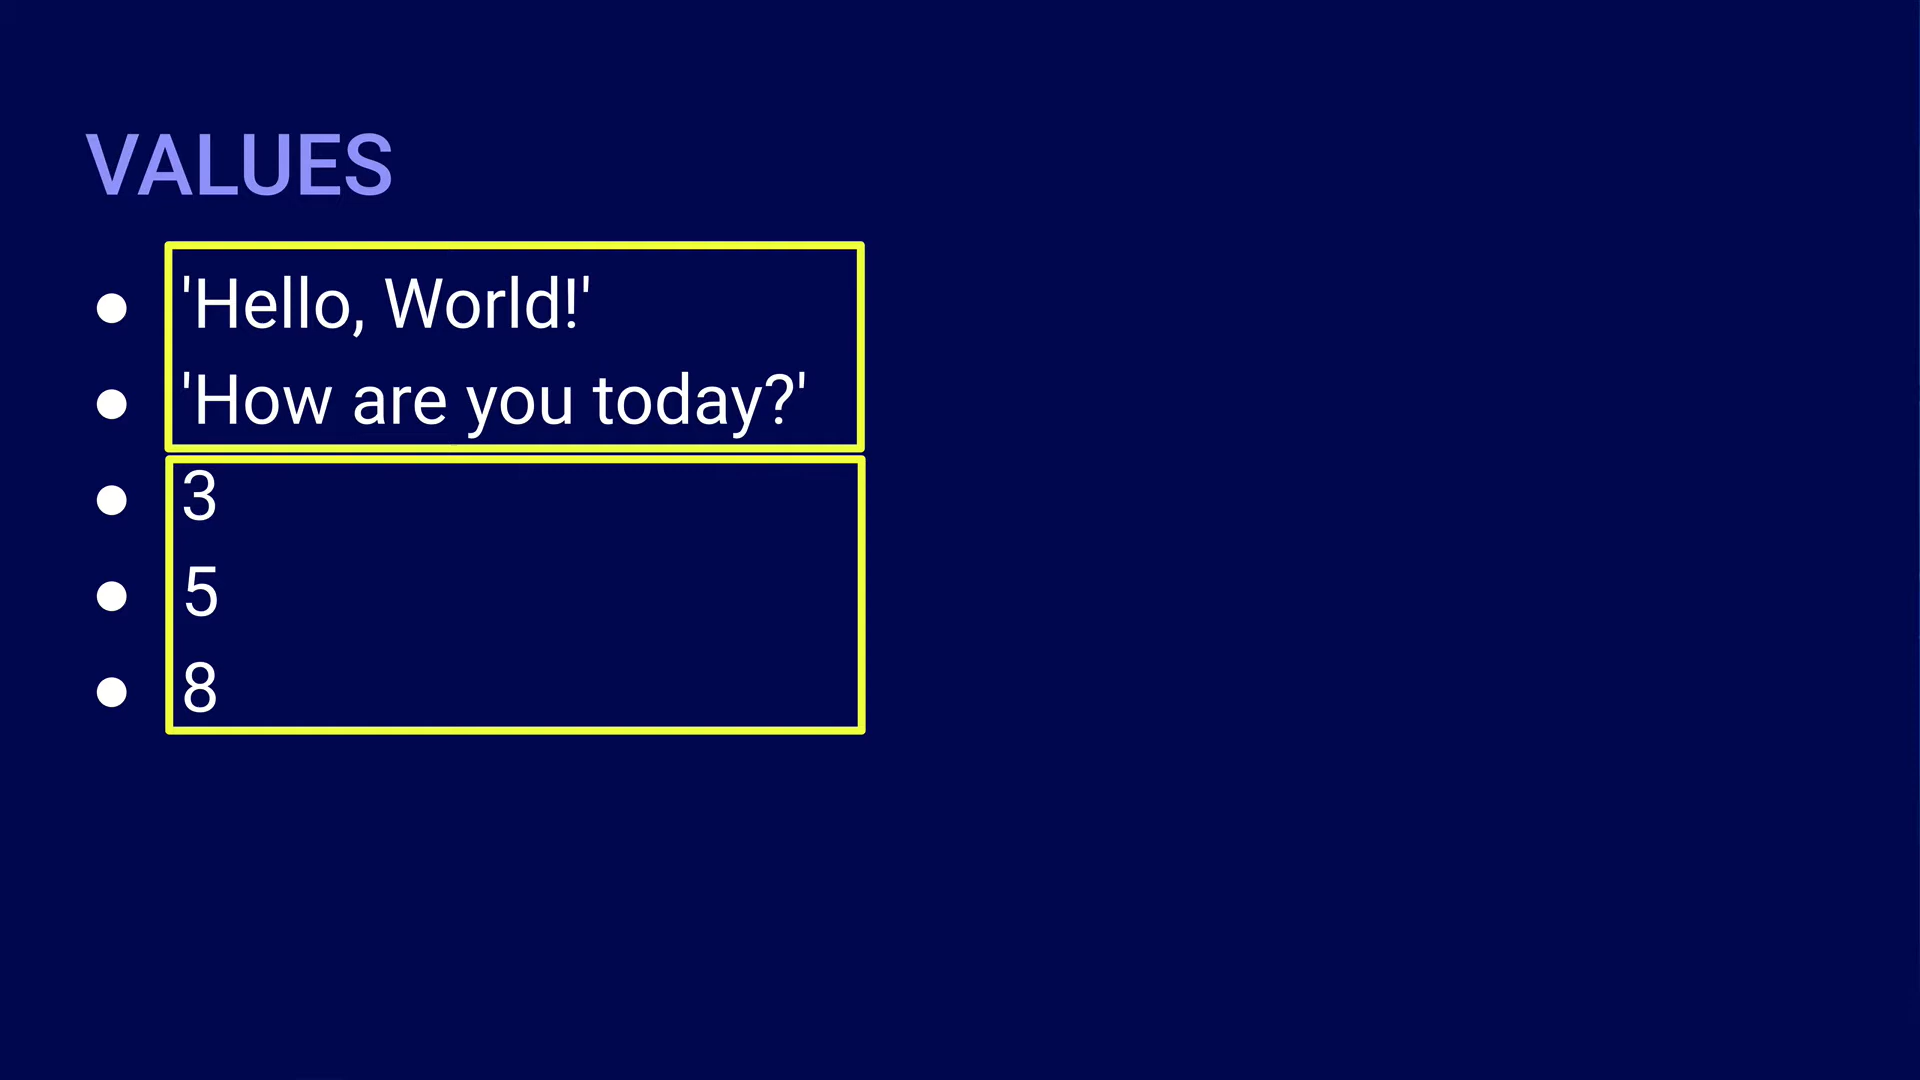 VALUES
● 'Hello, World!'
● 'How are you today?'
● 3
● 5
● 8